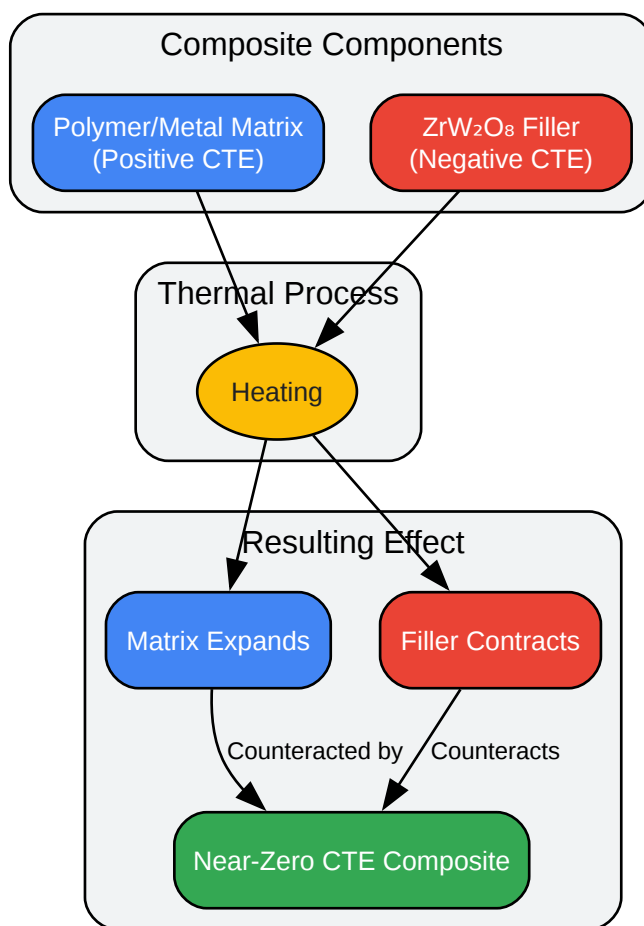 Composite Components
Polymer/Metal Matrix
(Positive CTE)
ZrW₂O₈ Filler
(Negative CTE)
Thermal Process
Heating
Resulting Effect
Matrix Expands
Filler Contracts
Counteracted by
Counteracts
Near-Zero CTE Composite